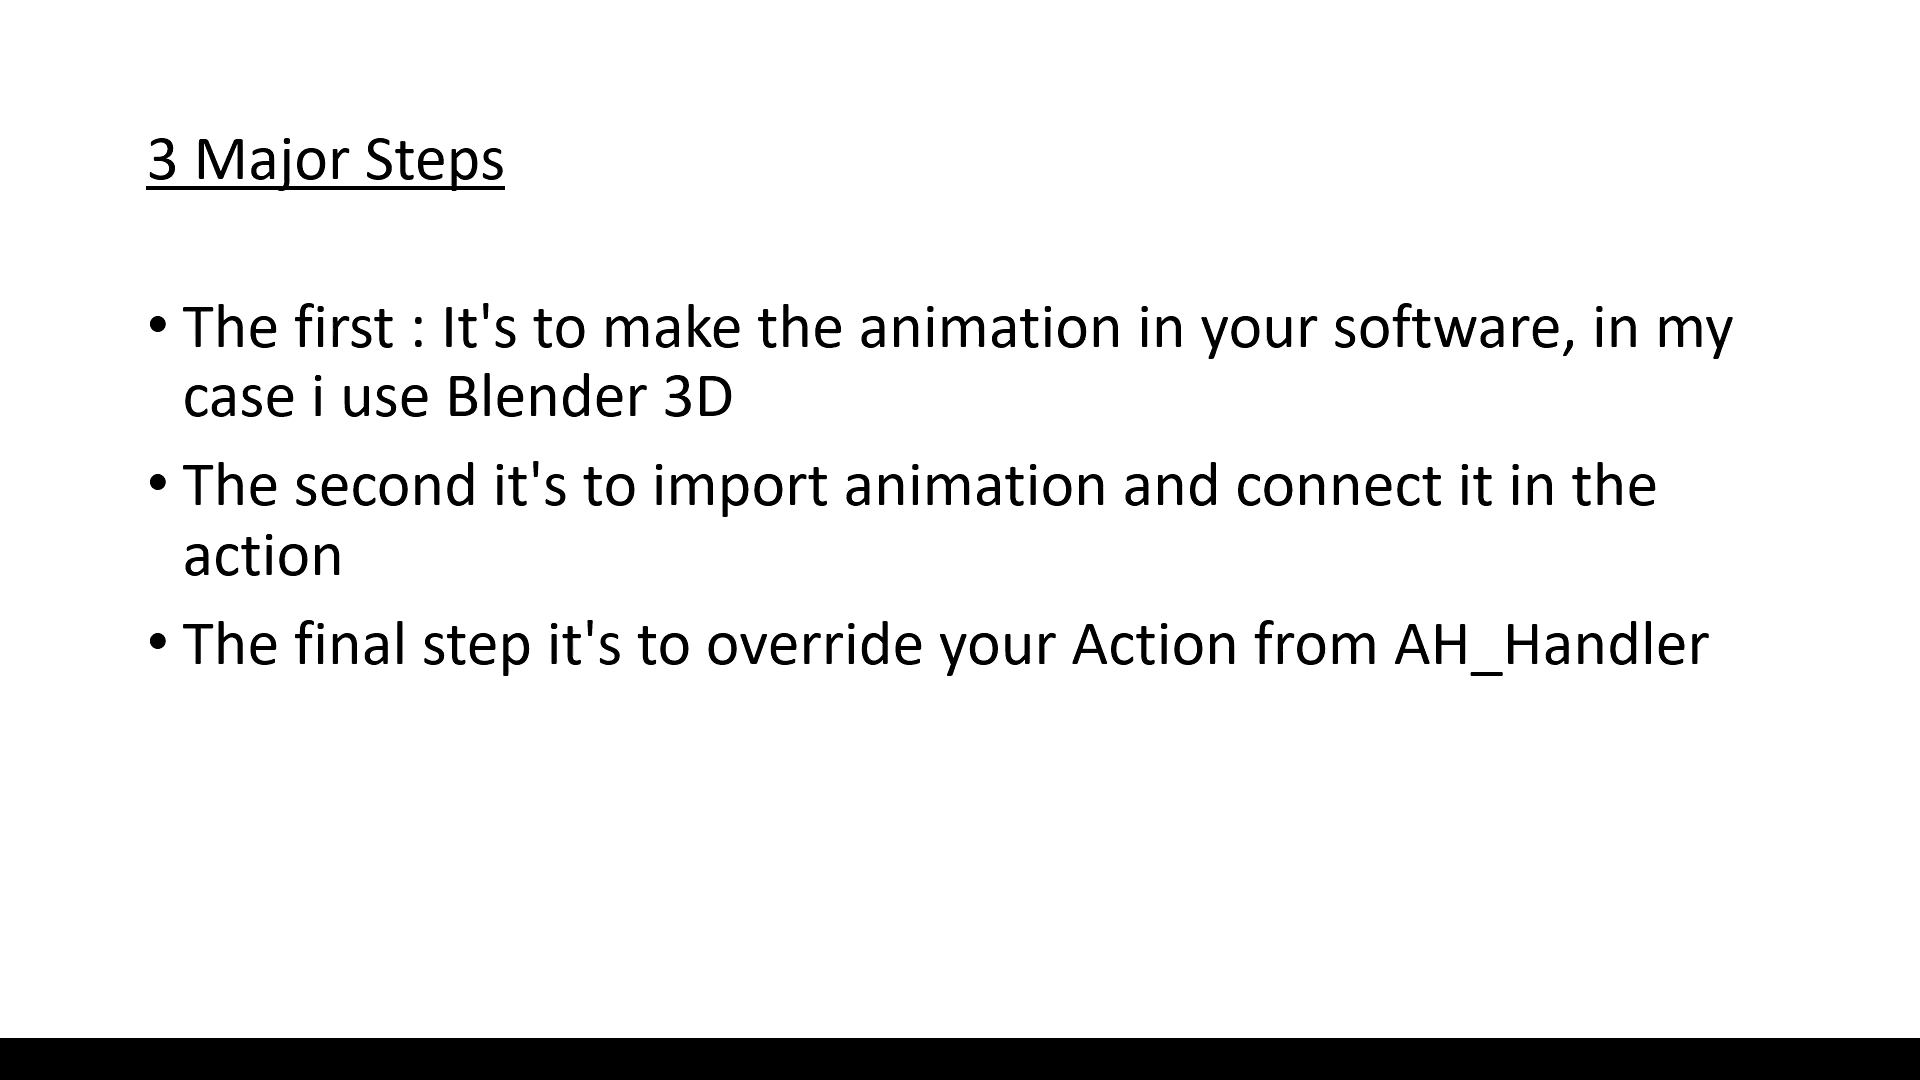 3 Major Steps
• The first : It's to make the animation in your software, in my
case i use Blender 3D
• The second it's to import animation and connect it in the
action
• The final step it's to override your Action from AH_Handler